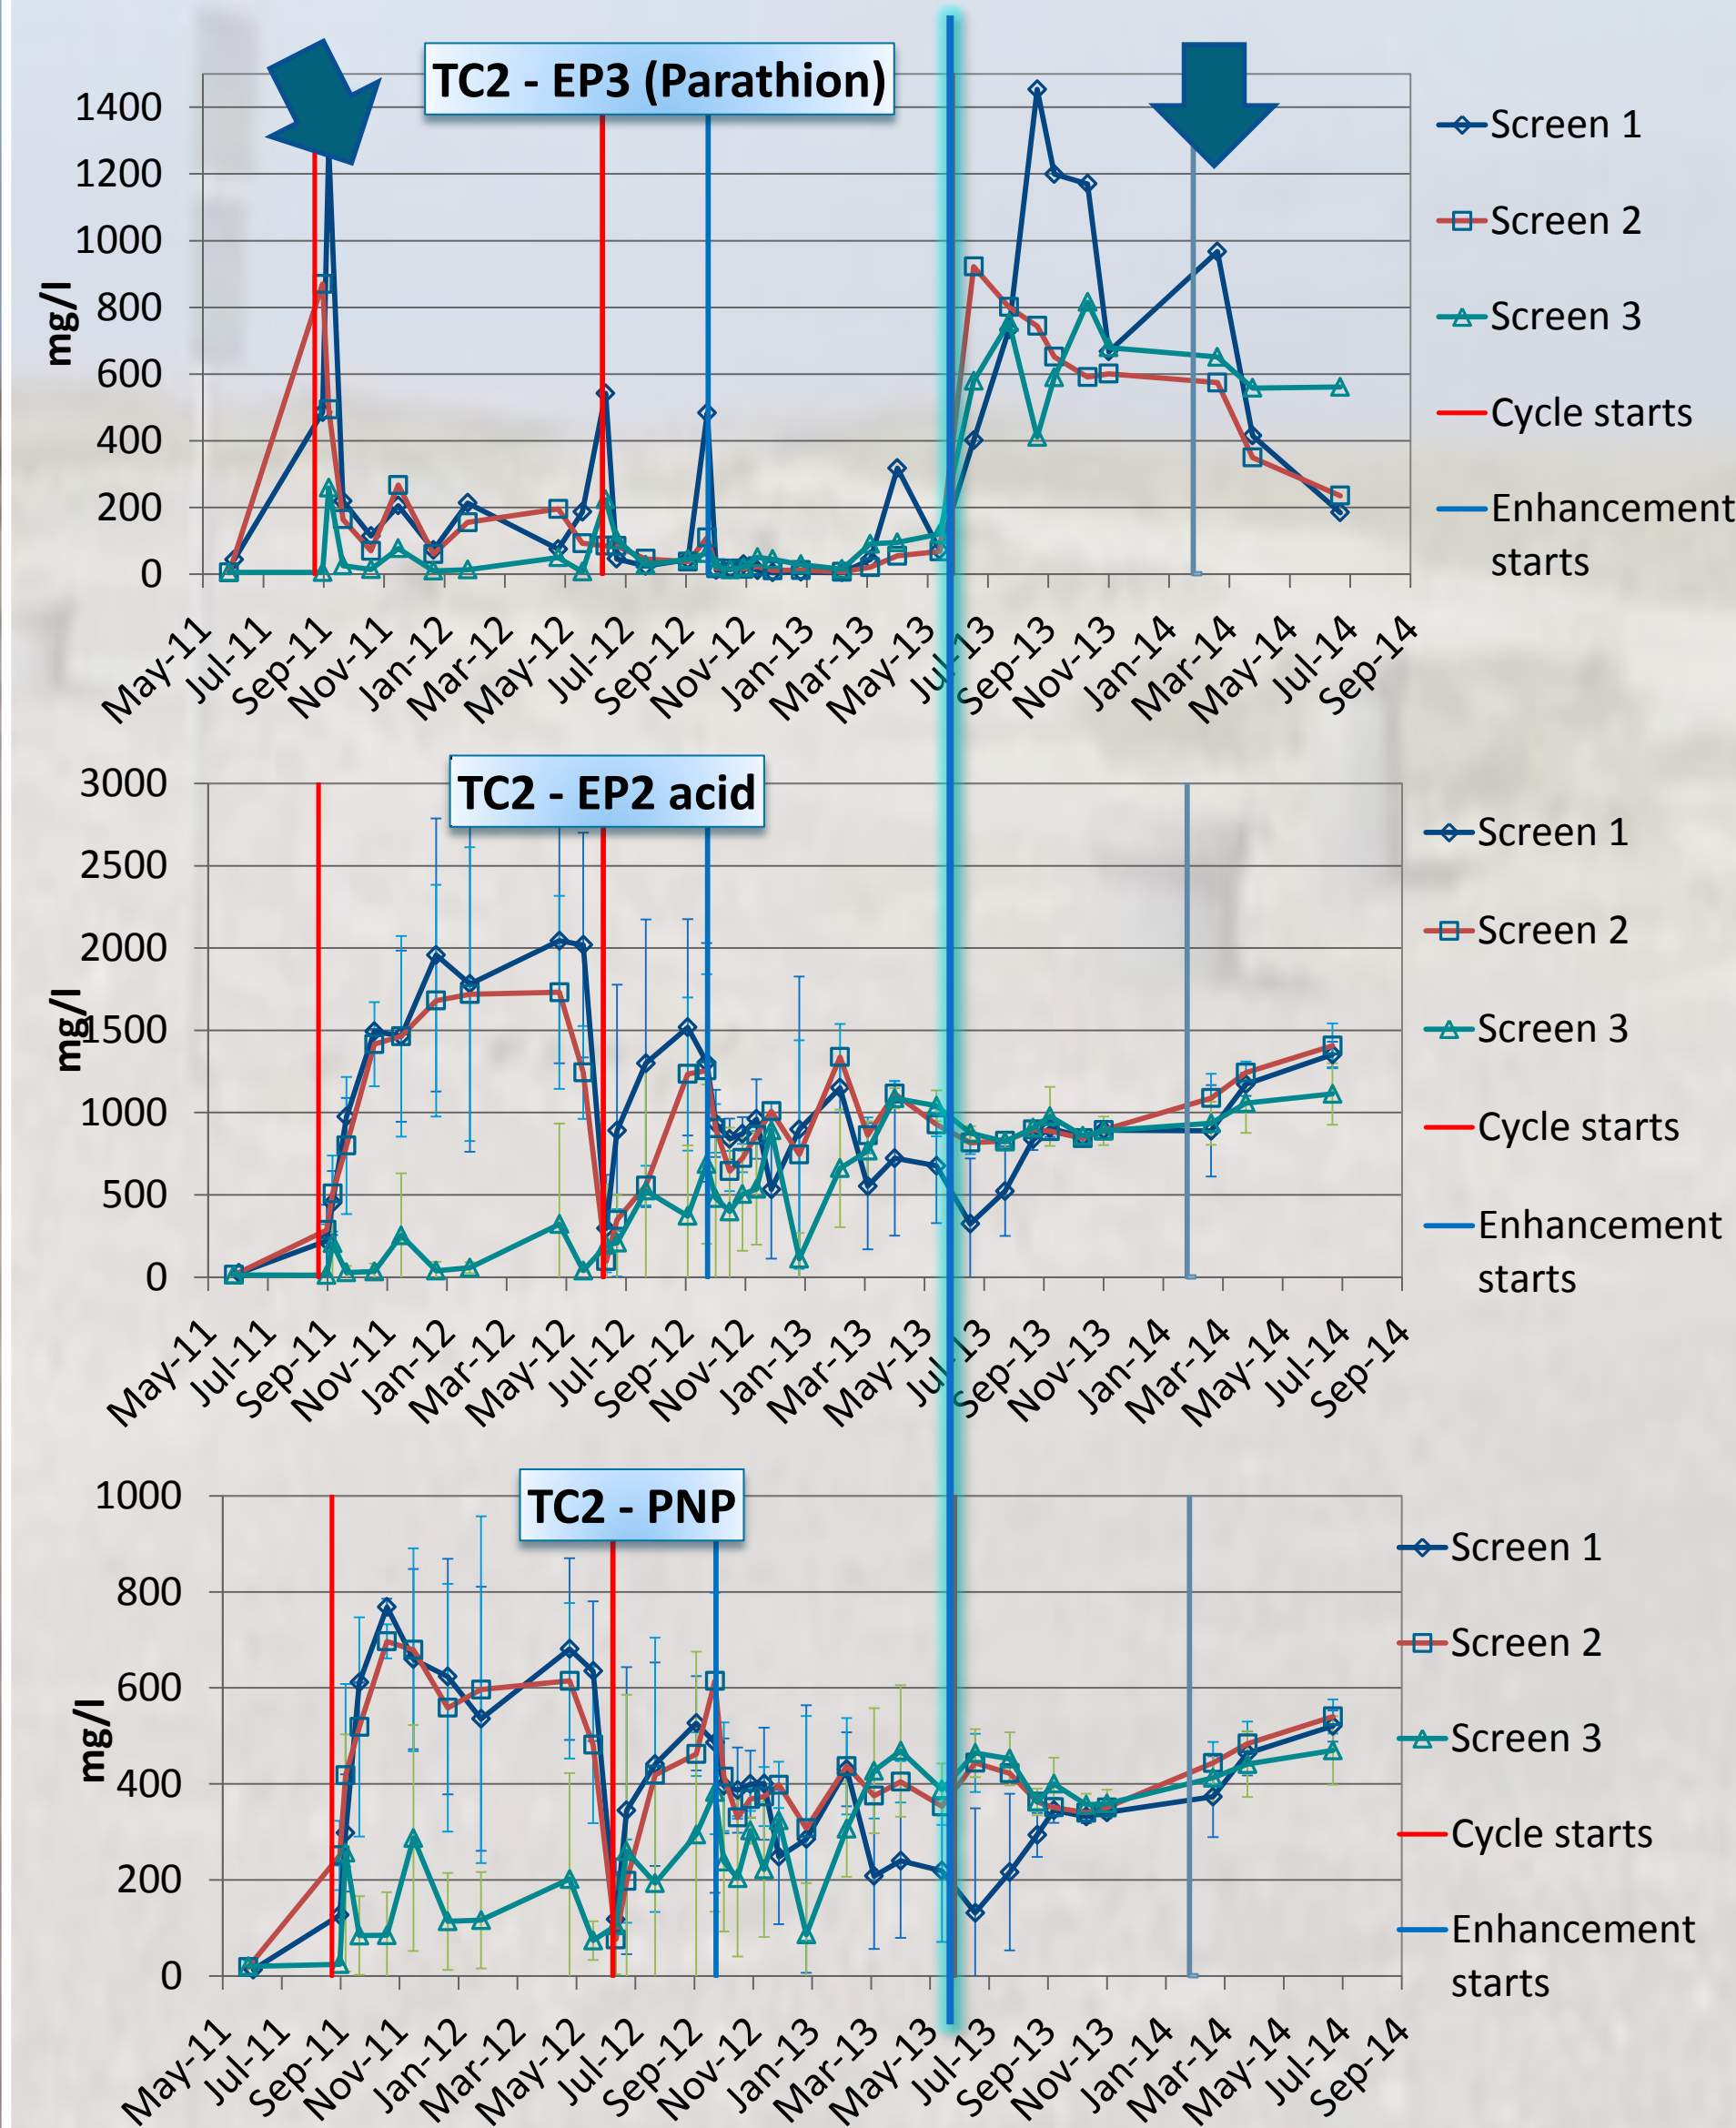 TC2 - EP3 (Parathion)
mg/l
1400
1200
1000
800
600
400
200
0
May-11
Jul-11
Sep-11
Nov-11
Jan-12
Mar-12
May-12
Jul-12
Sep-12
Nov-12
Jan-13
Mar-13
May-13
Jul-13
Sep-13
Nov-13
Jan-14
Mar-14
May-14
Jul-14
Sep-14
Screen 1
Screen 2
Screen 3
Cycle starts
Enhancement
starts
TC2 - EP2 acid
mg/l
3000
2500
2000
1500
1000
500
0
May-11
Jul-11
Sep-11
Nov-11
Jan-12
Mar-12
May-12
Jul-12
Sep-12
Nov-12
Jan-13
Mar-13
May-13
Jul-13
Sep-13
Nov-13
Jan-14
Mar-14
May-14
Jul-14
Sep-14
Screen 1
Screen 2
Screen 3
Cycle starts
Enhancement
starts
TC2 - PNP
mg/l
1000
800
600
400
200
0
May-11
Jul-11
Sep-11
Nov-11
Jan-12
Mar-12
May-12
Jul-12
Sep-12
Nov-12
Jan-13
Mar-13
May-13
Jul-13
Sep-13
Nov-13
Jan-14
Mar-14
May-14
Jul-14
Sep-14
Screen 1
Screen 2
Screen 3
Cycle starts
Enhancement
starts